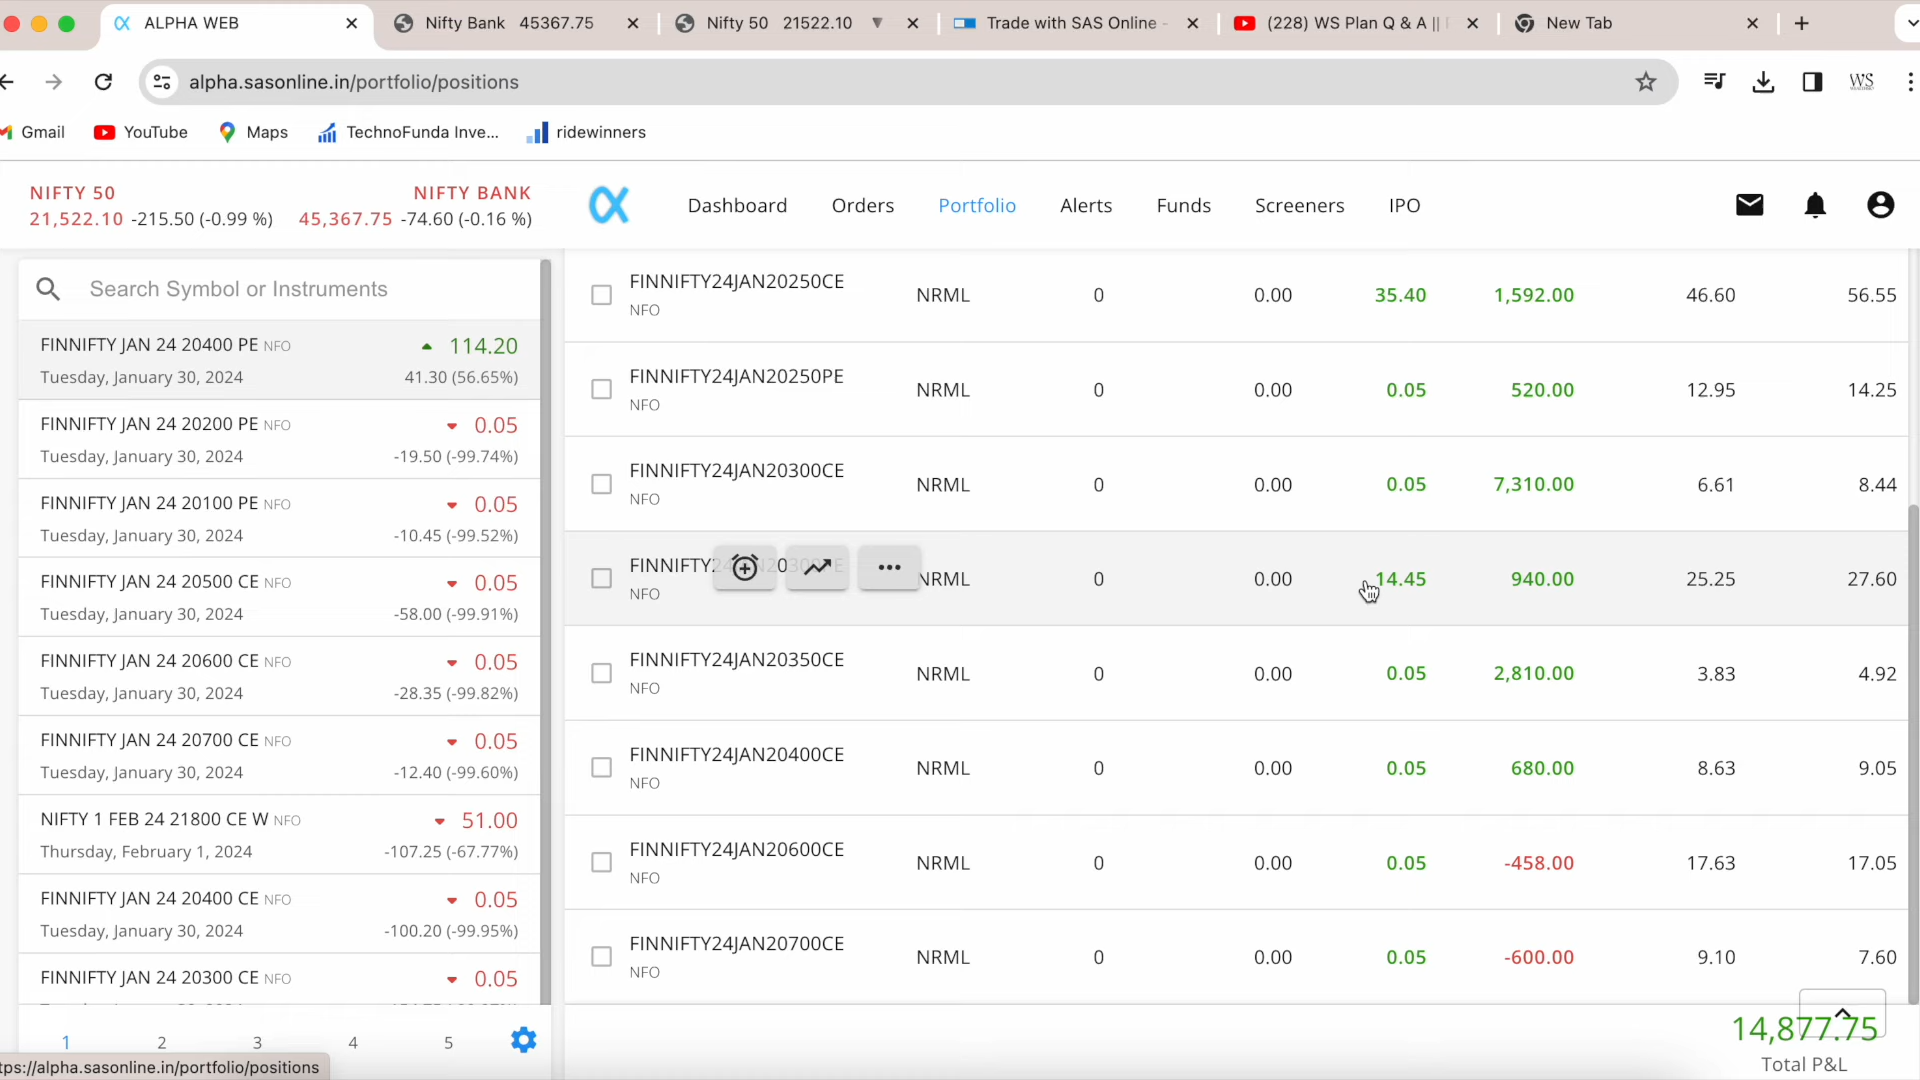 ALPHA WEB
Nifty Bank 45367.75
Nifty 50 21522.10 ▼
Trade with SAS Online -
(228) WS Plan Q & A ||
New Tab
alpha.sasonline.in/portfolio/positions
WS
Gmail
YouTube
Maps
TechnoFunda Inve...
ridewinners
NIFTY 50
21,522.10 -215.50 (-0.99 %)
NIFTY BANK
45,367.75 -74.60 (-0.16 %)
Dashboard
Orders
Portfolio
Alerts
Funds
Screeners
IPO
Search Symbol or Instruments
FINNIFTY JAN 24 20400 PE NFO 114.20
Tuesday, January 30, 2024 41.30 (56.65%)
FINNIFTY JAN 24 20200 PE NFO 0.05
Tuesday, January 30, 2024 -19.50 (-99.74%)
FINNIFTY JAN 24 20100 PE NFO 0.05
Tuesday, January 30, 2024 -10.45 (-99.52%)
FINNIFTY JAN 24 20500 CE NFO 0.05
Tuesday, January 30, 2024 -58.00 (-99.91%)
FINNIFTY JAN 24 20600 CE NFO 0.05
Tuesday, January 30, 2024 -28.35 (-99.82%)
FINNIFTY JAN 24 20700 CE NFO 0.05
Tuesday, January 30, 2024 -12.40 (-99.60%)
NIFTY 1 FEB 24 21800 CE W NFO 51.00
Thursday, February 1, 2024 -107.25 (-67.77%)
FINNIFTY JAN 24 20400 CE NFO 0.05
Tuesday, January 30, 2024 -100.20 (-99.95%)
FINNIFTY JAN 24 20300 CE NFO 0.05
1 2 3 4 5
tps://alpha.sasonline.in/portfolio/positions
FINNIFTY24JAN20250CE NRML 0 0.00 35.40 1,592.00 46.60 56.55
NFO
FINNIFTY24JAN20250PE NRML 0 0.00 0.05 520.00 12.95 14.25
NFO
FINNIFTY24JAN20300CE NRML 0 0.00 0.05 7,310.00 6.61 8.44
NFO
NRML 0 0.00 14.45 940.00 25.25 27.60
NFO
FINNIFTY24JAN20350CE NRML 0 0.00 0.05 2,810.00 3.83 4.92
NFO
FINNIFTY24JAN20400CE NRML 0 0.00 0.05 680.00 8.63 9.05
NFO
FINNIFTY24JAN20600CE NRML 0 0.00 0.05 -458.00 17.63 17.05
NFO
FINNIFTY24JAN20700CE NRML 0 0.00 0.05 -600.00 9.10 7.60
NFO
14,877.75
Total P&L